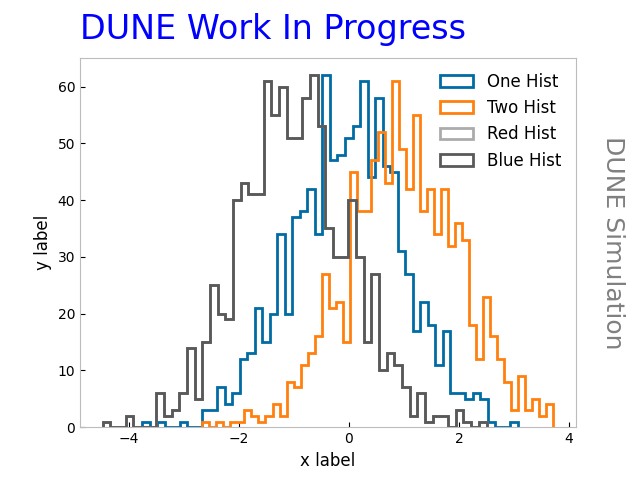 DUNE Work In Progress
One Hist
Two Hist
Red Hist
Blue Hist
DUNE Simulation
y label
60
50
40
30
20
10
0
−4
−2
0
2
4
x label